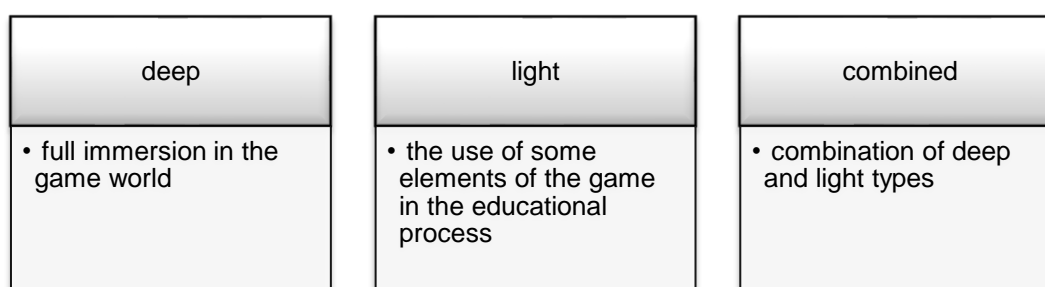 deep
• full immersion in the
game world
light
• the use of some
elements of the game
in the educational
process
combined
• combination of deep
and light types